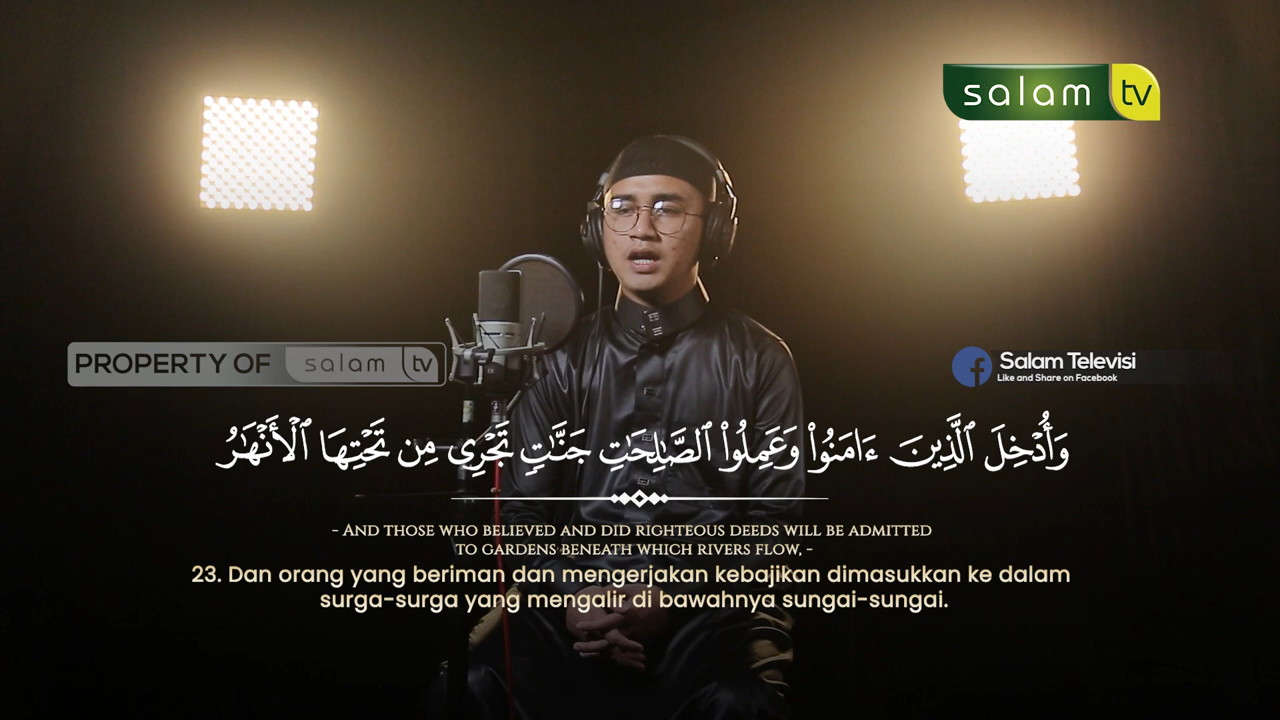 salam tv
PROPERTY OF salam tv
Salam Televisi
Like and Share on Facebook
وَأُدْخِلَ ٱلَّذِينَ ءَامَنُوا۟ وَعَمِلُوا۟ ٱلصَّٰلِحَٰتِ جَنَّٰتٍ تَجْرِى مِن تَحْتِهَا ٱلْأَنْهَٰرُ
- AND THOSE WHO BELIEVED AND DID RIGHTEOUS DEEDS WILL BE ADMITTED
TO GARDENS BENEATH WHICH RIVERS FLOW, -
23. Dan orang yang beriman dan mengerjakan kebajikan dimasukkan ke dalam
surga-surga yang mengalir di bawahnya sungai-sungai.